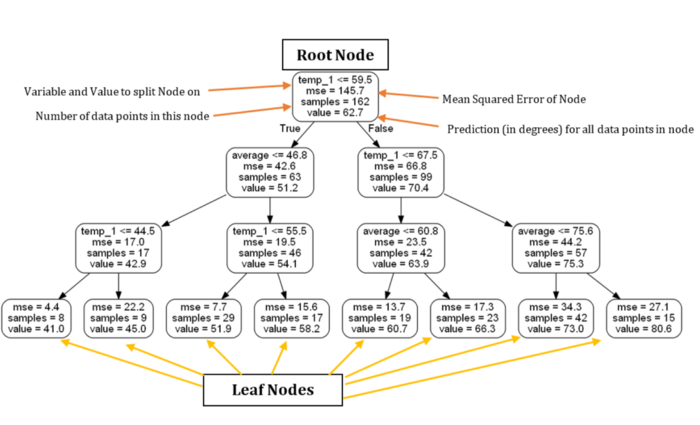 Root Node
temp_1 <= 59.5
mse = 145.7
samples = 162
value = 62.7
Variable and Value to split Node on
Number of data points in this node
Mean Squared Error of Node
Prediction (in degrees) for all data points in node
True
False
average <= 46.8
mse = 42.6
samples = 63
value = 51.2
temp_1 <= 67.5
mse = 66.8
samples = 99
value = 70.4
temp_1 <= 44.5
mse = 17.0
samples = 17
value = 42.9
temp_1 <= 55.5
mse = 19.5
samples = 46
value = 54.1
average <= 60.8
mse = 23.5
samples = 42
value = 63.9
average <= 75.6
mse = 44.2
samples = 57
value = 75.3
mse = 4.4
samples = 8
value = 41.0
mse = 22.2
samples = 9
value = 45.0
mse = 7.7
samples = 29
value = 51.9
mse = 15.6
samples = 17
value = 58.2
mse = 13.7
samples = 19
value = 60.7
mse = 17.3
samples = 23
value = 66.3
mse = 34.3
samples = 42
value = 73.0
mse = 27.1
samples = 15
value = 80.6
Leaf Nodes